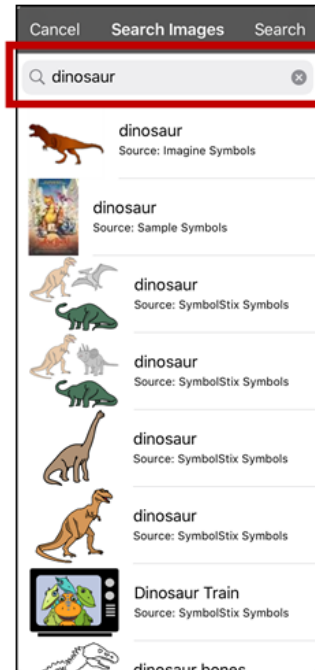 Cancel Search Images Search
dinosaur
dinosaur
Source: Imagine Symbols
dinosaur
Source: Sample Symbols
dinosaur
Source: SymbolStix Symbols
dinosaur
Source: SymbolStix Symbols
dinosaur
Source: SymbolStix Symbols
dinosaur
Source: SymbolStix Symbols
Dinosaur Train
Source: SymbolStix Symbols
dinosaur bones